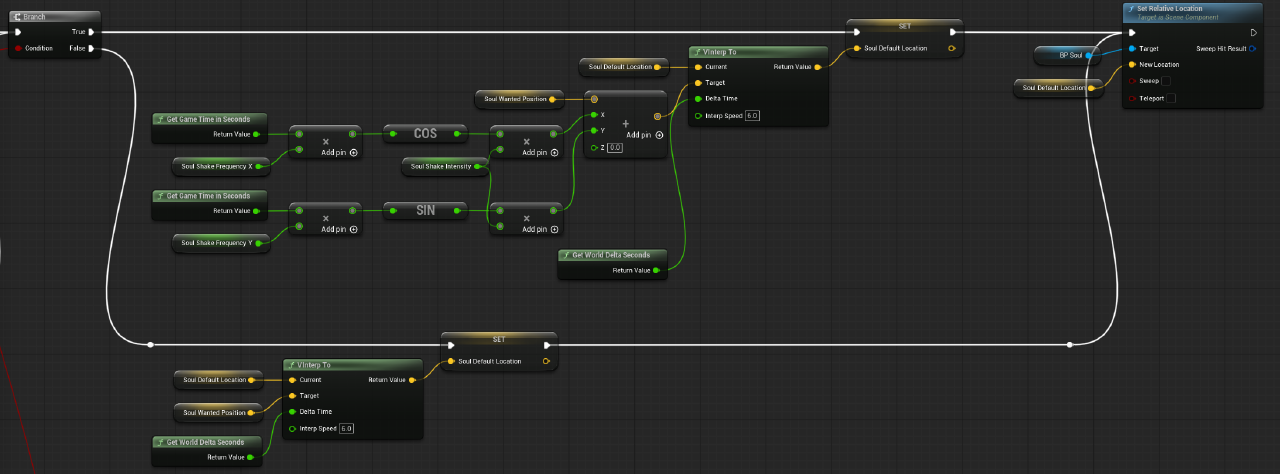 Branch
True
Condition
False
Get Game Time in Seconds
Return Value
Soul Shake Frequency X
Add pin
COS
Soul Shake Intensity
Add pin
Get Game Time in Seconds
Return Value
Soul Shake Frequency Y
Add pin
SIN
Add pin
Soul Wanted Position
X
Y
Z 0.0
Add pin
Soul Default Location
VInterp To
Current
Return Value
Target
Delta Time
Interp Speed 6.0
Get World Delta Seconds
Return Value
SET
Soul Default Location
BP Soul
Soul Default Location
Set Relative Location
Target is Scene Component
Target
Sweep Hit Result
New Location
Sweep
Teleport
SET
Soul Default Location
VInterp To
Soul Default Location
Current
Return Value
Soul Wanted Position
Target
Delta Time
Interp Speed 6.0
Get World Delta Seconds
Return Value